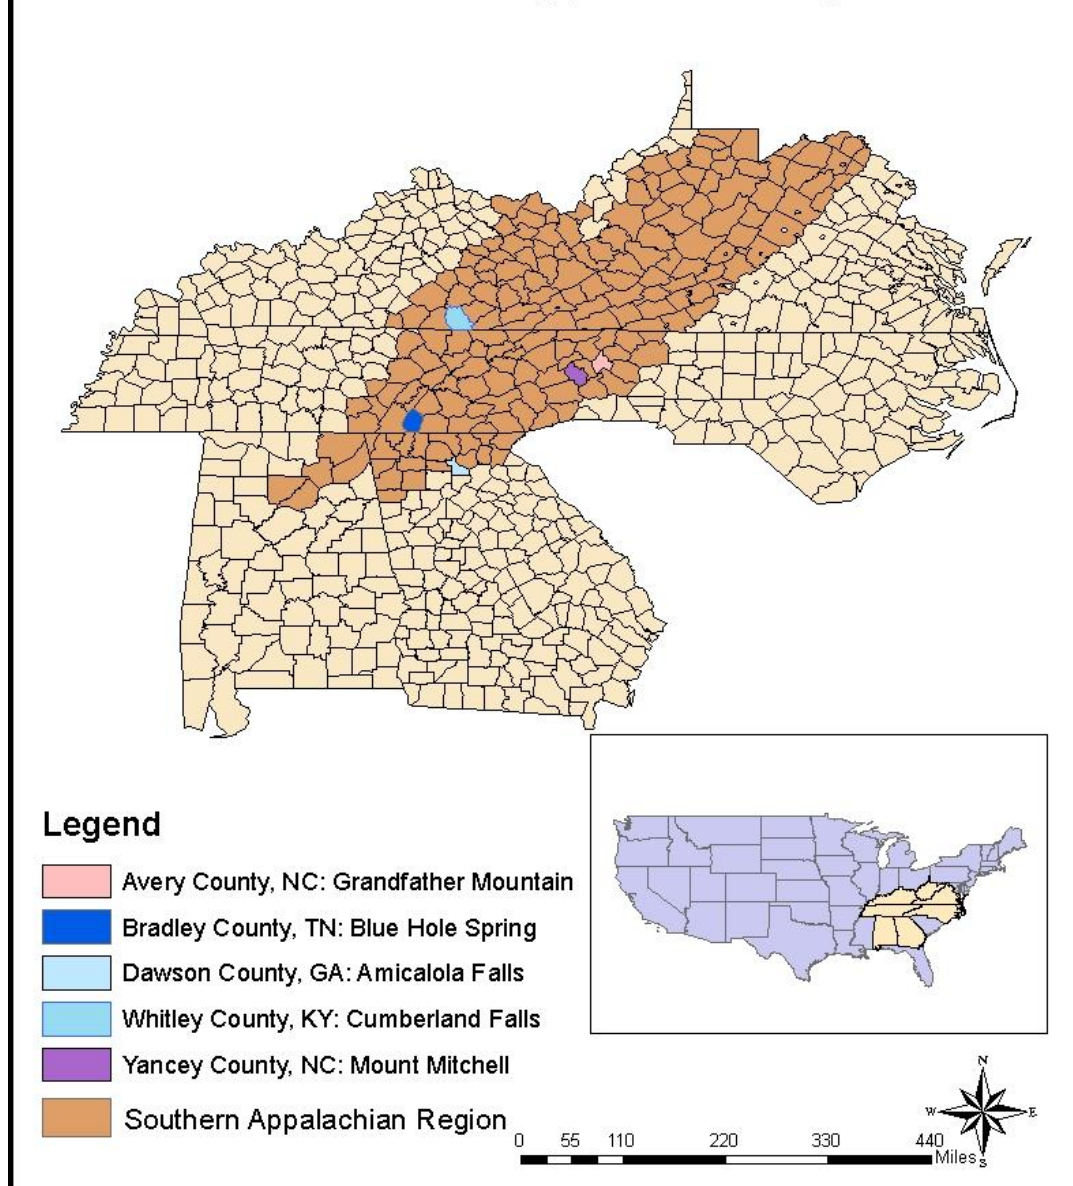 Legend
Avery County, NC: Grandfather Mountain
Bradley County, TN: Blue Hole Spring
Dawson County, GA: Amicalola Falls
Whitley County, KY: Cumberland Falls
Yancey County, NC: Mount Mitchell
Southern Appalachian Region
0 55 110 220 330 440
Miles
N
W E
S